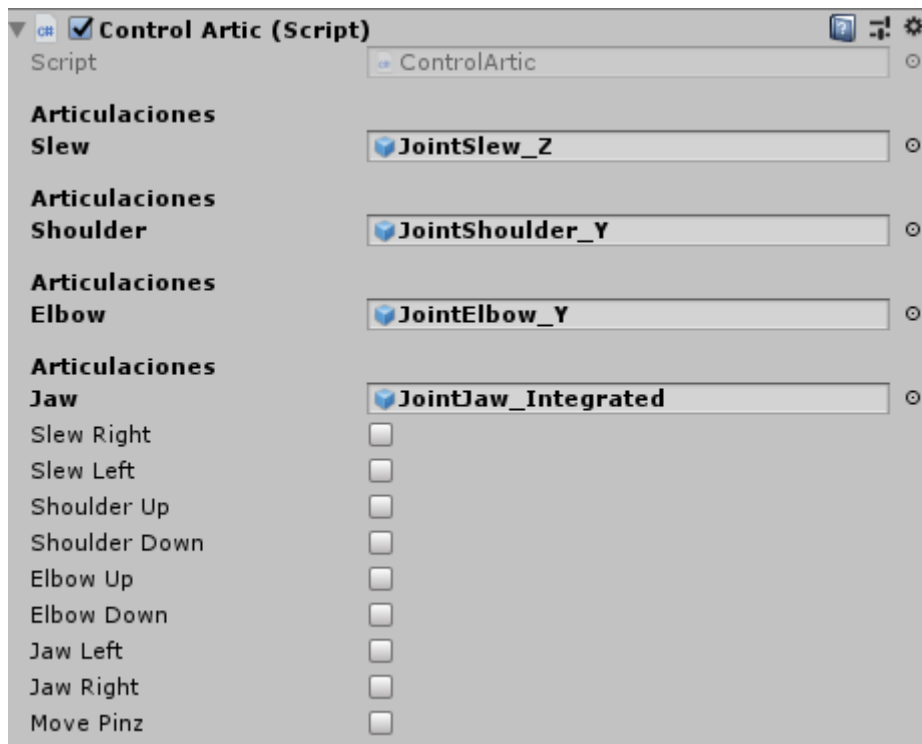 Control Artic (Script)
Script ControlArtic
Articulaciones
Slew JointSlew_Z
Articulaciones
Shoulder JointShoulder_Y
Articulaciones
Elbow JointElbow_Y
Articulaciones
Jaw JointJaw_Integrated
Slew Right
Slew Left
Shoulder Up
Shoulder Down
Elbow Up
Elbow Down
Jaw Left
Jaw Right
Move Pinz